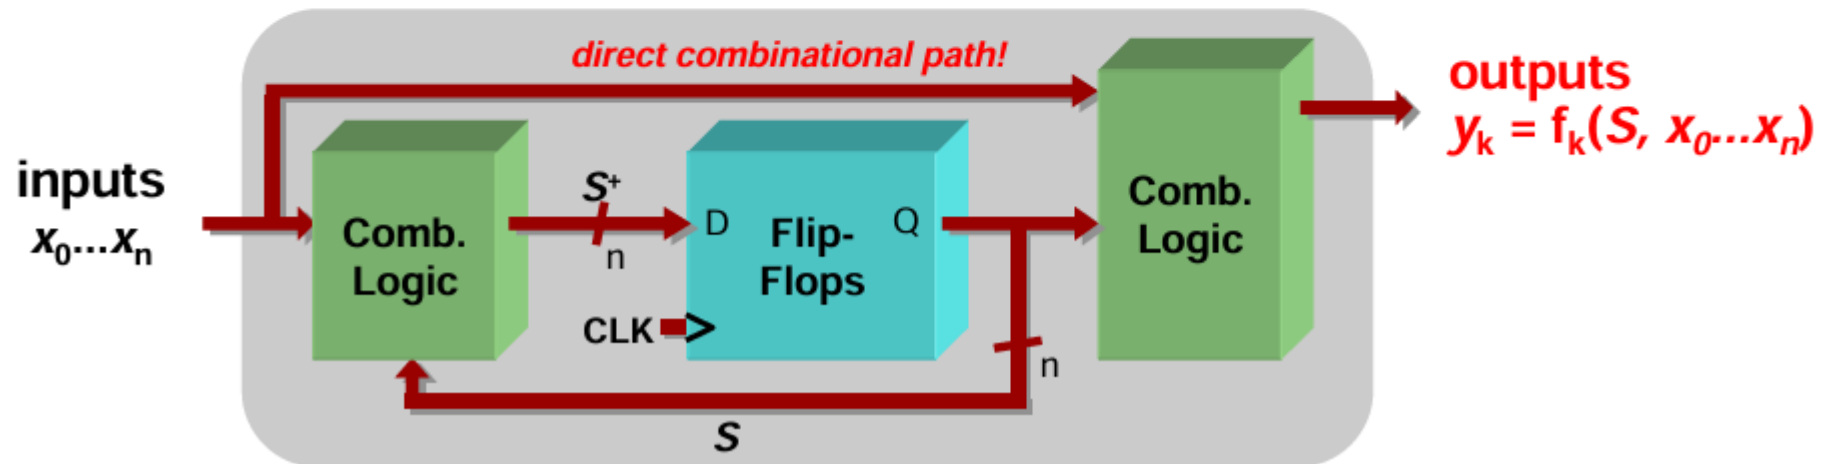 direct combinational path!
outputs
yk = fk(S, x0...xn)
inputs
x0...xn
Comb.
Logic
S+
n
D
Flip-
Flops
Q
CLK
Comb.
Logic
n
S